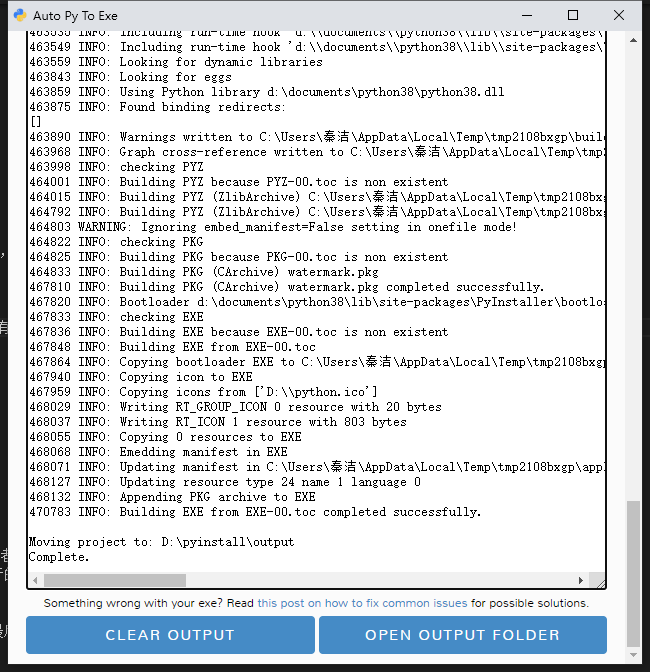 Auto Py To Exe
463535 INFO: Including run-time hook 'd:\\documents\\python38\\lib\\site-packages\
463549 INFO: Including run-time hook 'd:\\documents\\python38\\lib\\site-packages\
463559 INFO: Looking for dynamic libraries
463843 INFO: Looking for eggs
463859 INFO: Using Python library d:\documents\python38\python38.dll
463875 INFO: Found binding redirects:
[]
463890 INFO: Warnings written to C:\Users\秦洁\AppData\Local\Temp\tmp2108bxgp\buil
463968 INFO: Graph cross-reference written to C:\Users\秦洁\AppData\Local\Temp\tmp2
463998 INFO: checking PYZ
464001 INFO: Building PYZ because PYZ-00.toc is non existent
464015 INFO: Building PYZ (ZlibArchive) C:\Users\秦洁\AppData\Local\Temp\tmp2108bxg
464792 INFO: Building PYZ (ZlibArchive) C:\Users\秦洁\AppData\Local\Temp\tmp2108bxg
464803 WARNING: Ignoring embed_manifest=False setting in onefile mode!
464822 INFO: checking PKG
464825 INFO: Building PKG because PKG-00.toc is non existent
464833 INFO: Building PKG (CArchive) watermark.pkg
467810 INFO: Building PKG (CArchive) watermark.pkg completed successfully.
467820 INFO: Bootloader d:\documents\python38\lib\site-packages\PyInstaller\bootlo
467833 INFO: checking EXE
467836 INFO: Building EXE because EXE-00.toc is non existent
467848 INFO: Building EXE from EXE-00.toc
467864 INFO: Copying bootloader EXE to C:\Users\秦洁\AppData\Local\Temp\tmp2108bxgp
467940 INFO: Copying icon to EXE
467959 INFO: Copying icons from ['D:\\python.ico']
468029 INFO: Writing RT_GROUP_ICON 0 resource with 20 bytes
468037 INFO: Writing RT_ICON 1 resource with 803 bytes
468055 INFO: Copying 0 resources to EXE
468068 INFO: Emedding manifest in EXE
468071 INFO: Updating manifest in C:\Users\秦洁\AppData\Local\Temp\tmp2108bxgp\appl
468127 INFO: Updating resource type 24 name 1 language 0
468132 INFO: Appending PKG archive to EXE
470783 INFO: Building EXE from EXE-00.toc completed successfully.
Moving project to: D:\pyinstall\output
Complete.
Something wrong with your exe? Read this post on how to fix common issues for possible solutions.
CLEAR OUTPUT
OPEN OUTPUT FOLDER